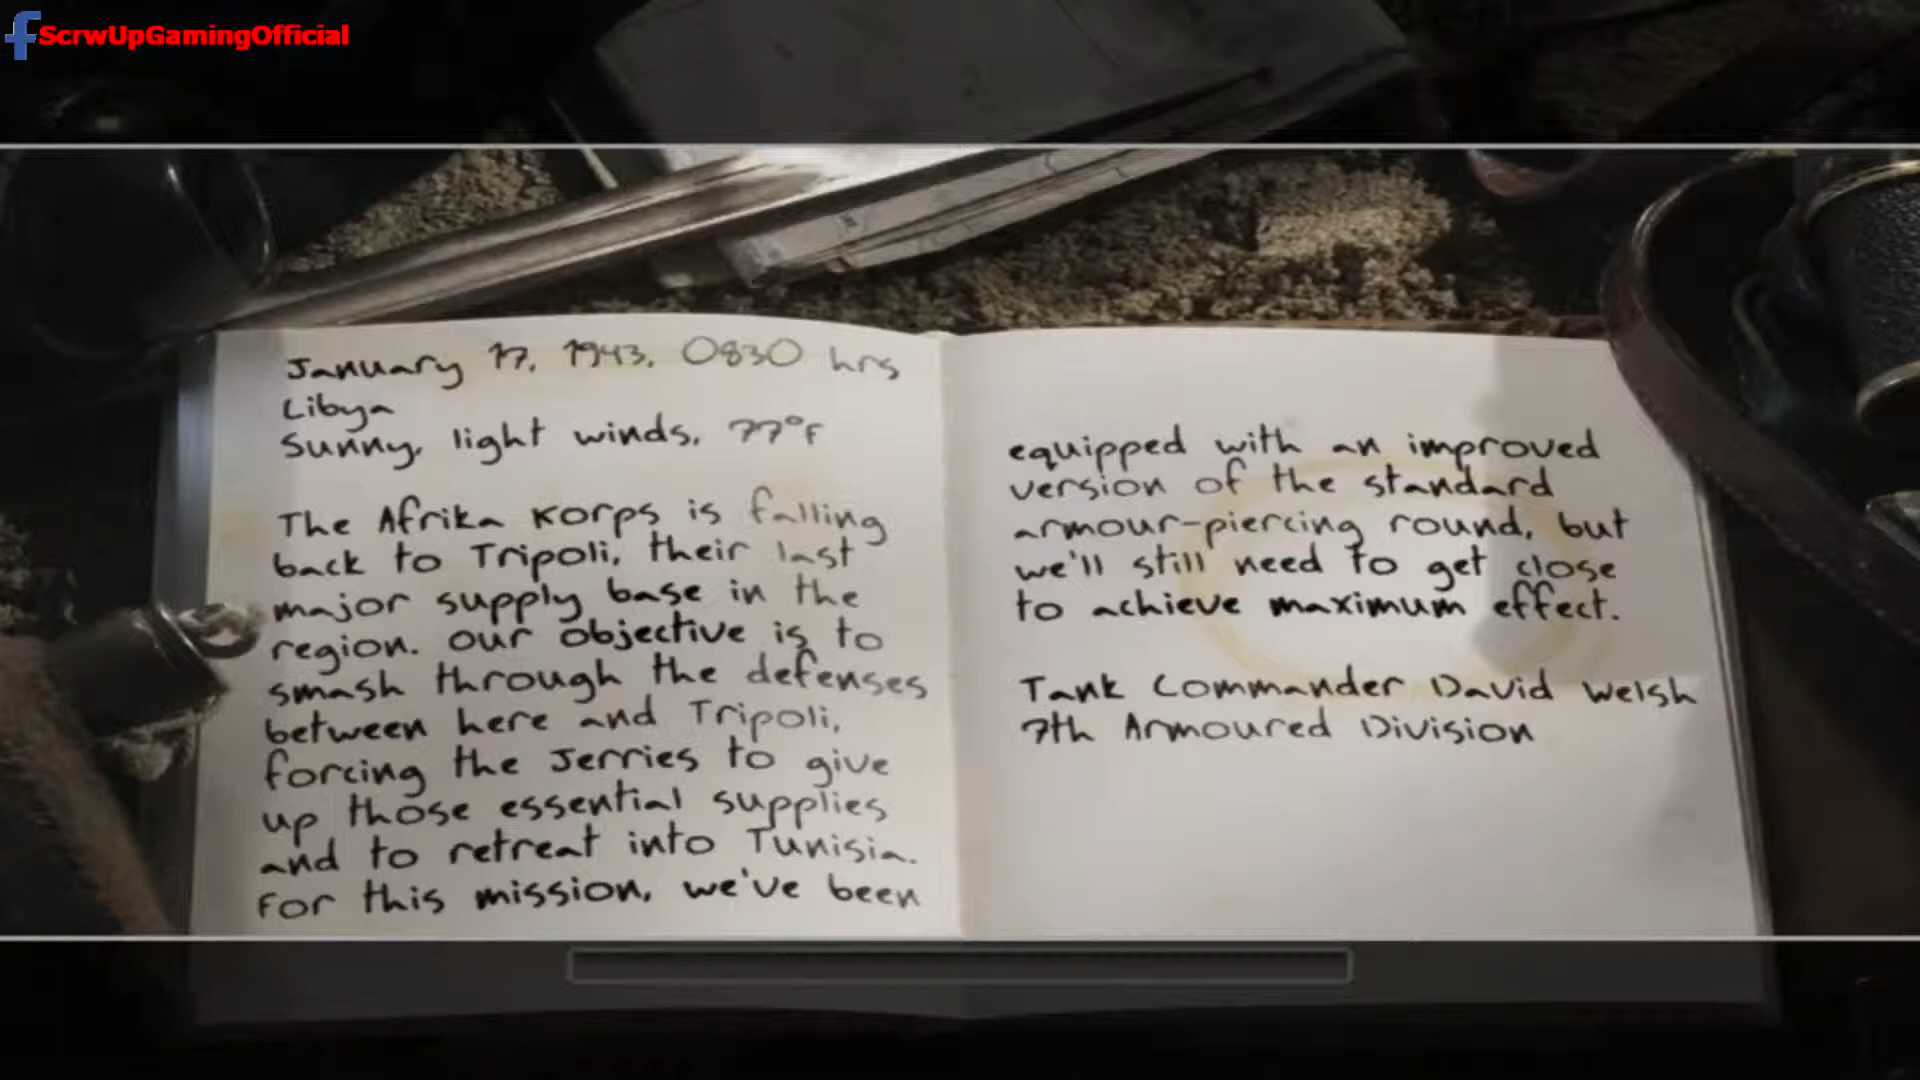 ScrwUpGamingOfficial
January 17, 1943, 0830 hrs
Libya
Sunny, light winds, 77°F
The Afrika Korps is falling
back to Tripoli, their last
major supply base in the
region. Our objective is to
smash through the defenses
between here and Tripoli,
forcing the Jerries to give
up those essential supplies
and to retreat into Tunisia.
For this mission, we've been
equipped with an improved
version of the standard
armour-piercing round, but
we'll still need to get close
to achieve maximum effect.
Tank Commander David Welsh
7th Armoured Division